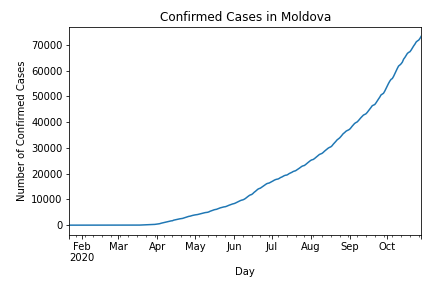 Confirmed Cases in Moldova
Number of Confirmed Cases
70000
60000
50000
40000
30000
20000
10000
0
Feb Mar Apr May Jun Jul Aug Sep Oct
2020
Day